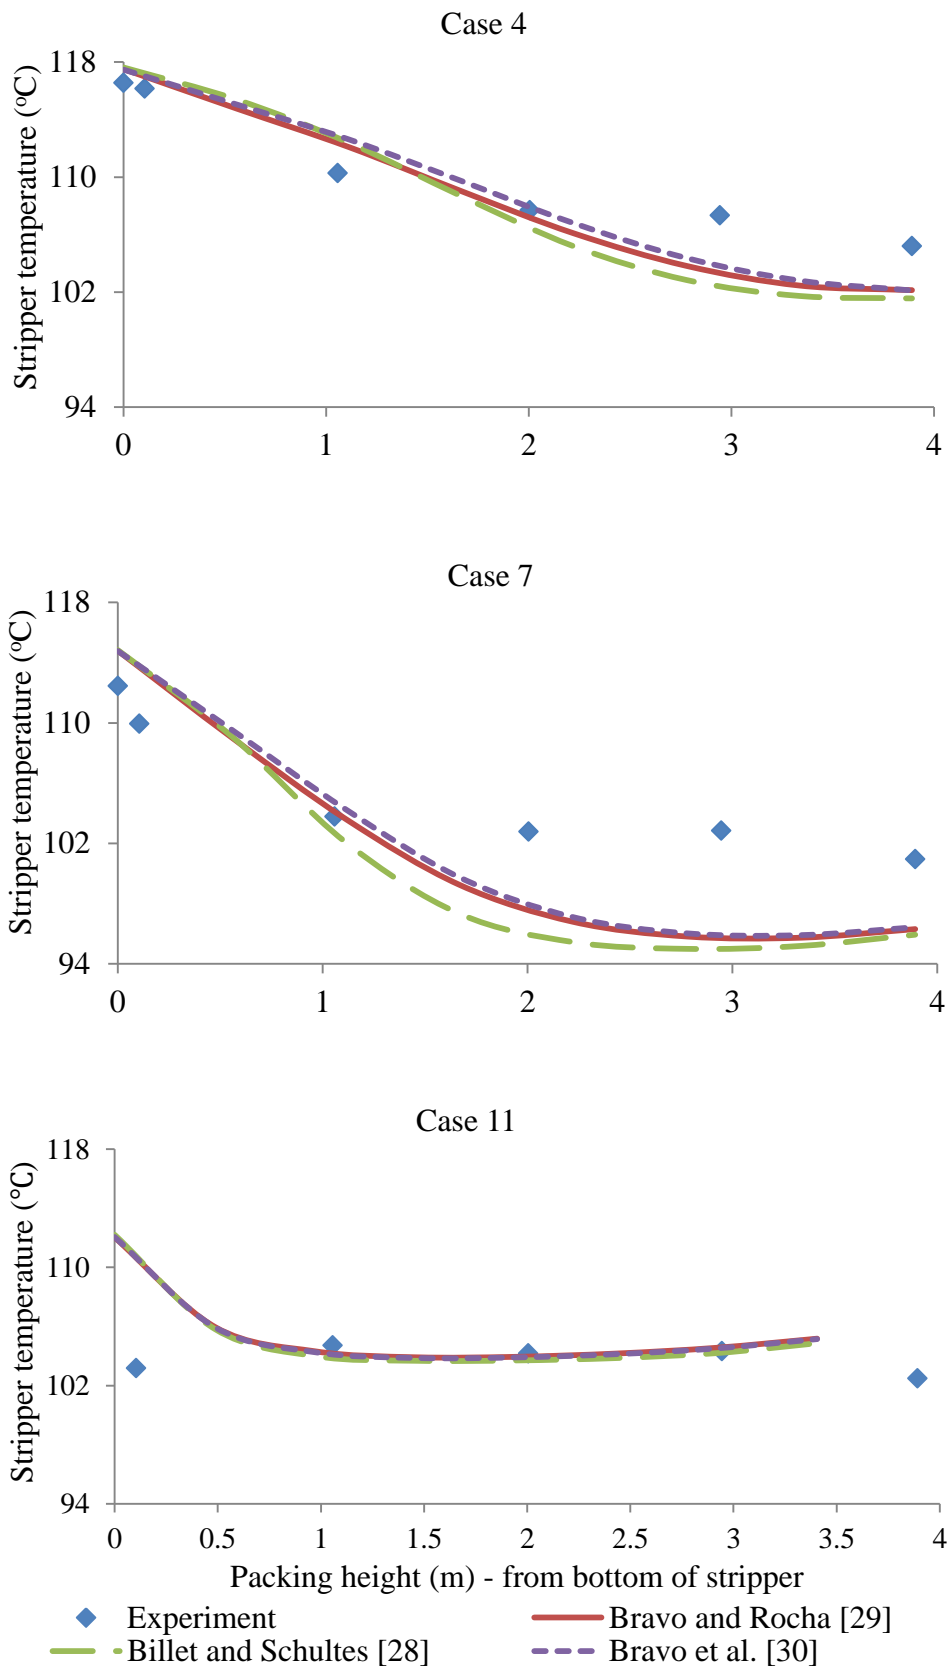 Case 4
Stripper temperature (°C)
118
110
102
94
0 1 2 3 4
Case 7
Stripper temperature (°C)
118
110
102
94
0 1 2 3 4
Case 11
Stripper temperature (°C)
118
110
102
94
0 0.5 1 1.5 2 2.5 3 3.5 4
Packing height (m) - from bottom of stripper
Experiment Bravo and Rocha [29]
Billet and Schultes [28] Bravo et al. [30]